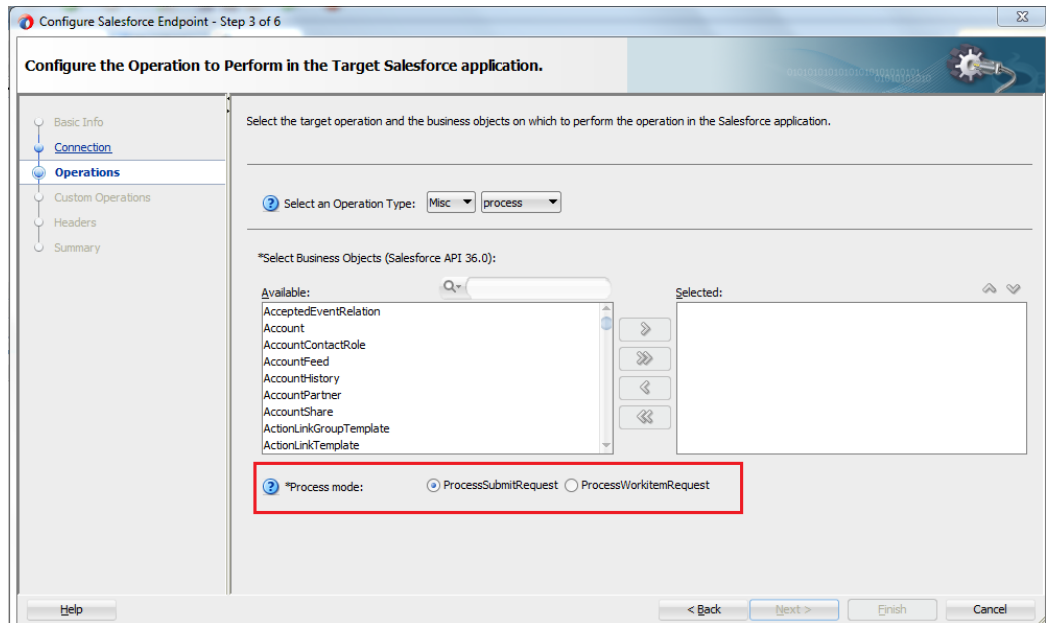 Configure Salesforce Endpoint - Step 3 of 6
Configure the Operation to Perform in the Target Salesforce application.
Basic Info
Connection
Operations
Custom Operations
Headers
Summary
Select the target operation and the business objects on which to perform the operation in the Salesforce application.
Select an Operation Type: Misc process
*Select Business Objects (Salesforce API 36.0):
Available:
AcceptedEventRelation
Account
AccountContactRole
AccountFeed
AccountHistory
AccountPartner
AccountShare
ActionLinkGroupTemplate
ActionLinkTemplate
Selected:
*Process mode: ProcessSubmitRequest ProcessWorkitemRequest
Help
< Back Next > Finish Cancel